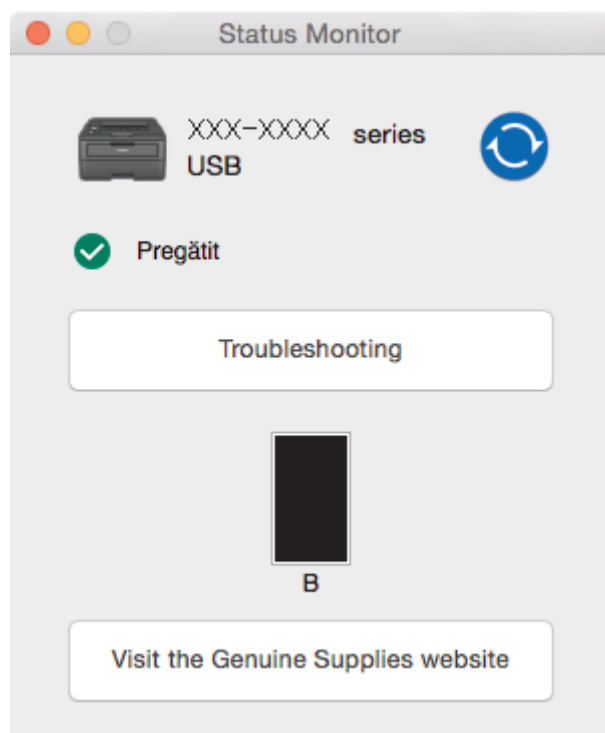 Status Monitor
XXX-XXXX series
USB
Pregătit
Troubleshooting
B
Visit the Genuine Supplies website